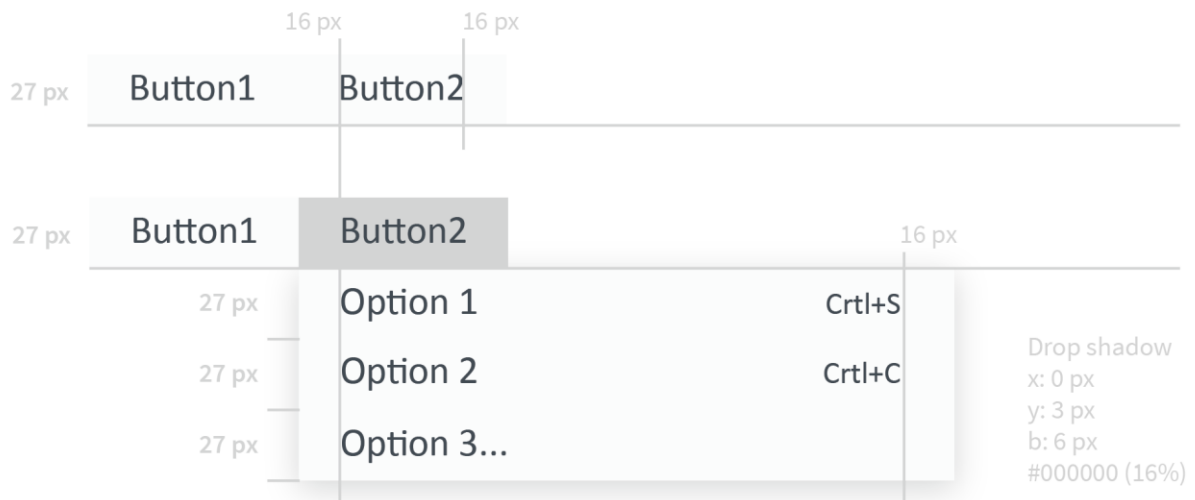 16 px 16 px
27 px Button1 Button2
27 px Button1 Button2 16 px
27 px Option 1 Crtl+S
27 px Option 2 Crtl+C
27 px Option 3...
Drop shadow
x: 0 px
y: 3 px
b: 6 px
#000000 (16%)